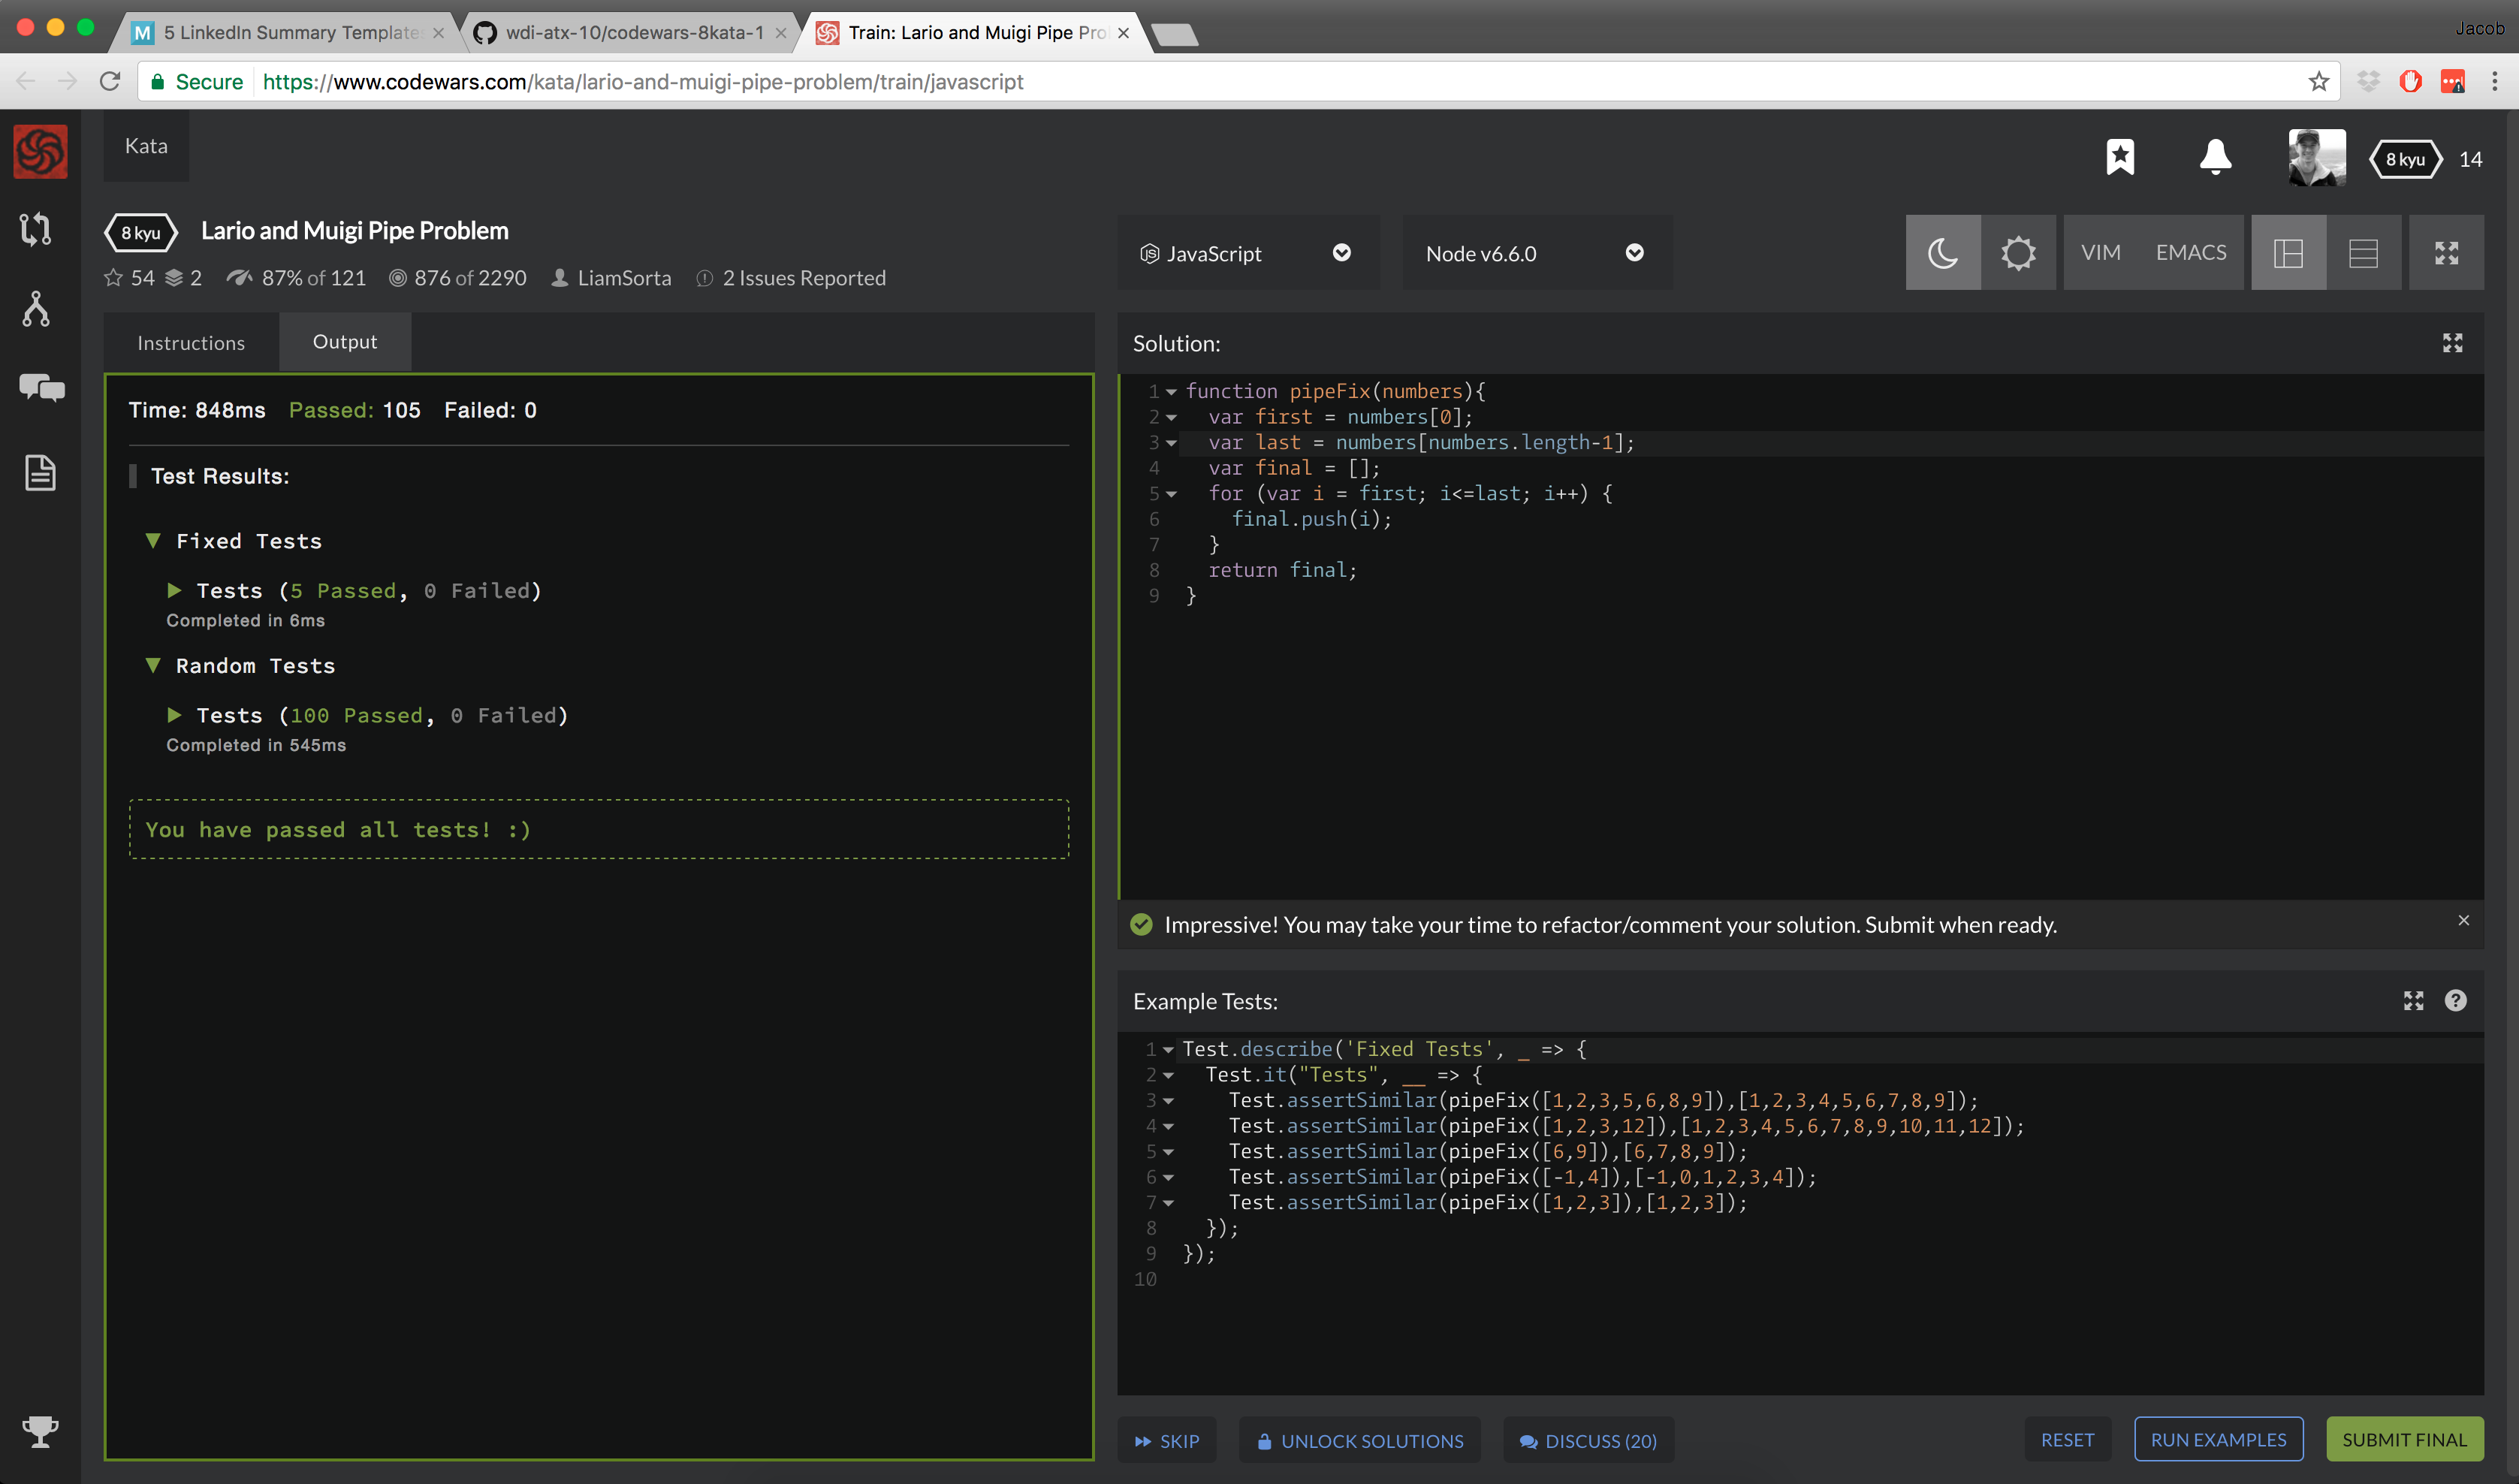 5 LinkedIn Summary Templates
wdi-atx-10/codewars-8kata-1
Train: Lario and Muigi Pipe Pro
Jacob
Secure
https://www.codewars.com/kata/lario-and-muigi-pipe-problem/train/javascript
Kata
8 kyu 14
8 kyu Lario and Muigi Pipe Problem
54 2 87% of 121 876 of 2290 LiamSorta 2 Issues Reported
JavaScript
Node v6.6.0
VIM EMACS
Instructions
Output
Time: 848ms Passed: 105 Failed: 0
Test Results:
Fixed Tests
Tests (5 Passed, 0 Failed)
Completed in 6ms
Random Tests
Tests (100 Passed, 0 Failed)
Completed in 545ms
You have passed all tests! :)
Solution:
1 function pipeFix(numbers){
2 var first = numbers[0];
3 var last = numbers[numbers.length-1];
4 var final = [];
5 for (var i = first; i<=last; i++) {
6 final.push(i);
7 }
8 return final;
9 }
Impressive! You may take your time to refactor/comment your solution. Submit when ready.
Example Tests:
1 Test.describe('Fixed Tests', _ => {
2 Test.it("Tests", __ => {
3 Test.assertSimilar(pipeFix([1,2,3,5,6,8,9]),[1,2,3,4,5,6,7,8,9]);
4 Test.assertSimilar(pipeFix([1,2,3,12]),[1,2,3,4,5,6,7,8,9,10,11,12]);
5 Test.assertSimilar(pipeFix([6,9]),[6,7,8,9]);
6 Test.assertSimilar(pipeFix([-1,4]),[-1,0,1,2,3,4]);
7 Test.assertSimilar(pipeFix([1,2,3]),[1,2,3]);
8 });
9 });
10
SKIP
UNLOCK SOLUTIONS
DISCUSS (20)
RESET
RUN EXAMPLES
SUBMIT FINAL